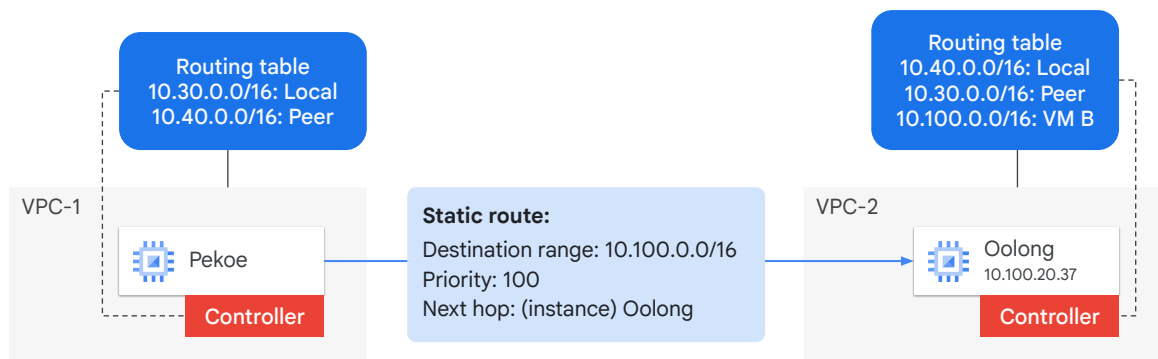 Routing table
10.30.0.0/16: Local
10.40.0.0/16: Peer
Routing table
10.40.0.0/16: Local
10.30.0.0/16: Peer
10.100.0.0/16: VM B
VPC-1
Pekoe
Controller
Static route:
Destination range: 10.100.0.0/16
Priority: 100
Next hop: (instance) Oolong
VPC-2
Oolong
10.100.20.37
Controller